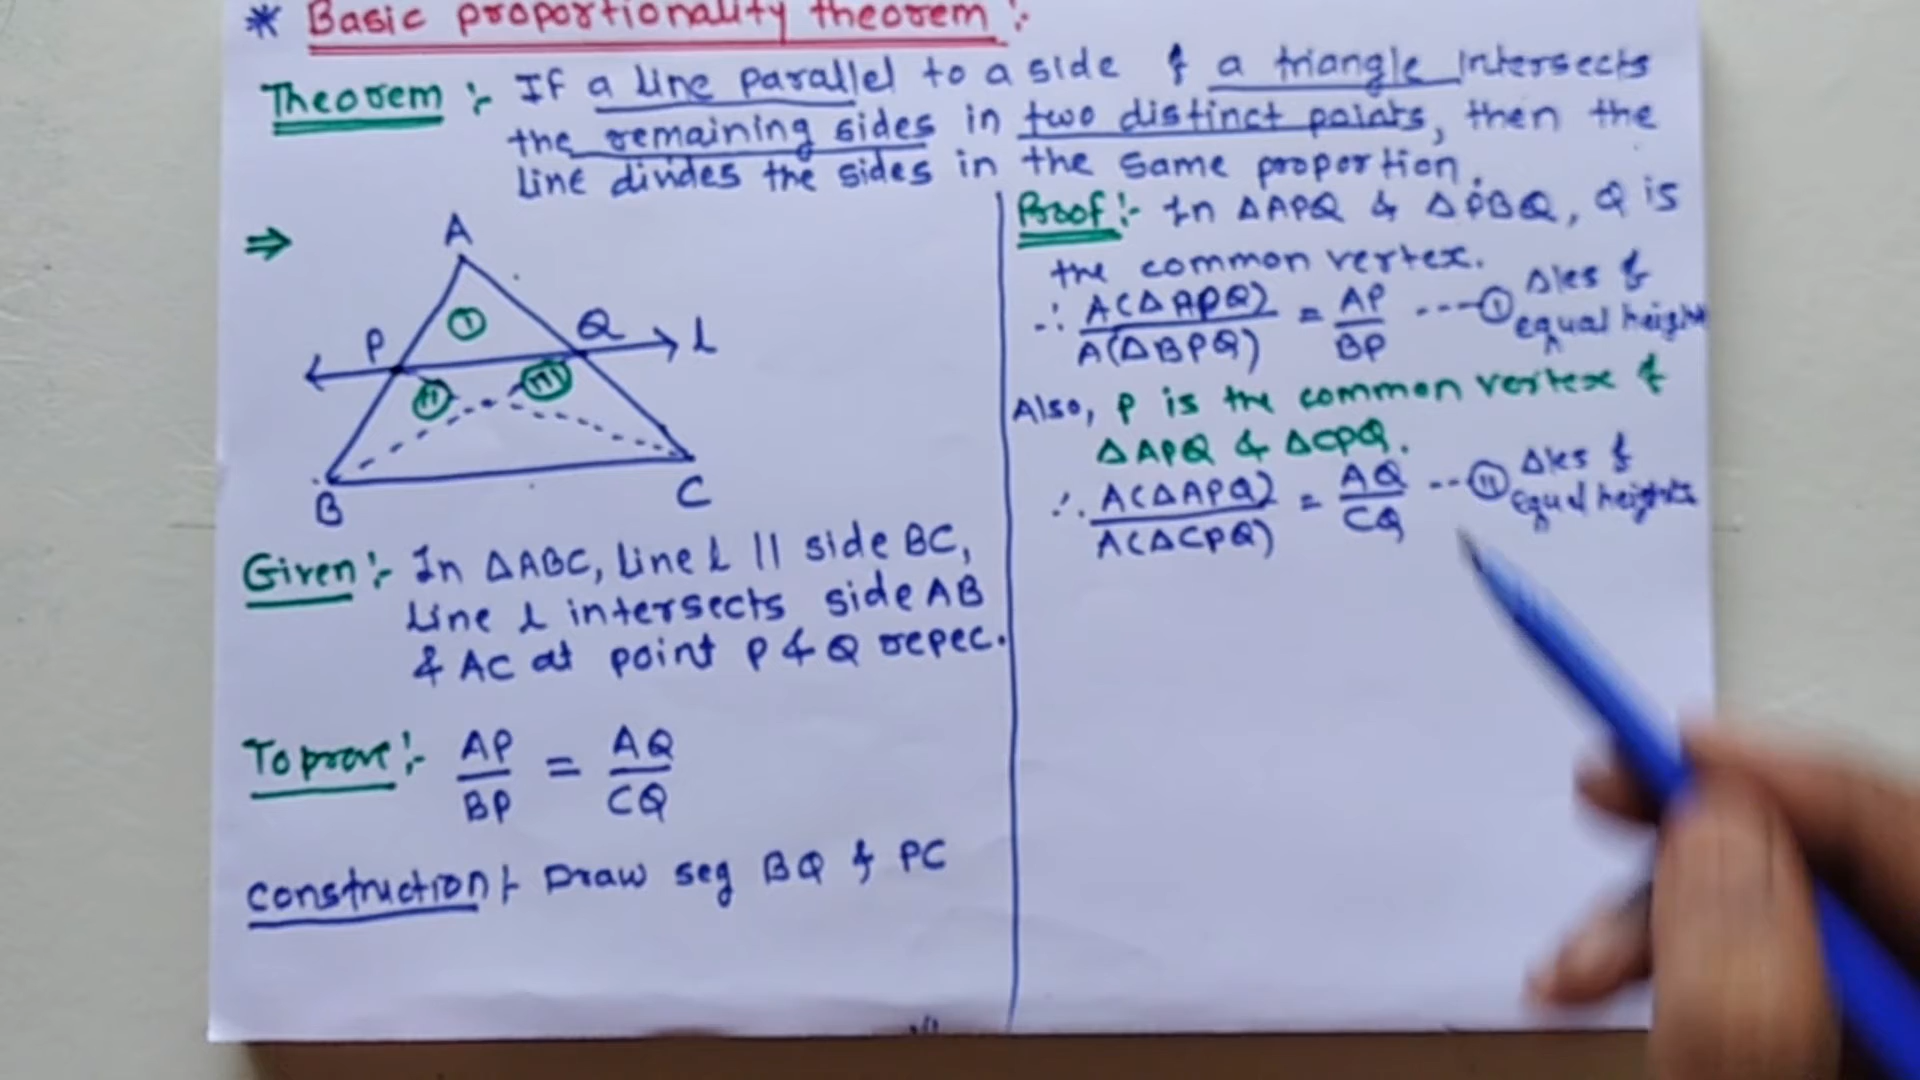 * Basic proportionality theorem :-
Theorem :- If a line parallel to a side of a triangle intersects
the remaining sides in two distinct points, then the
line divides the sides in the same proportion.
⇒
A
P
Q
l
I
II
III
B
C
Given :- In ΔABC, Line l || side BC,
Line l intersects side AB
& AC at point P & Q repec.
To prove :- AP/BP = AQ/CQ
Construction :- Draw seg BQ & PC
Proof :- In ΔAPQ & ΔPBQ, Q is
the common vertex.
∴ A(ΔAPQ)/A(ΔBPQ) = AP/BP ---- I Δles of
equal heights
Also, P is the common vertex of
ΔAPQ & ΔCPQ.
∴ A(ΔAPQ)/A(ΔCPQ) = AQ/CQ --- II Δles of
Equal heights